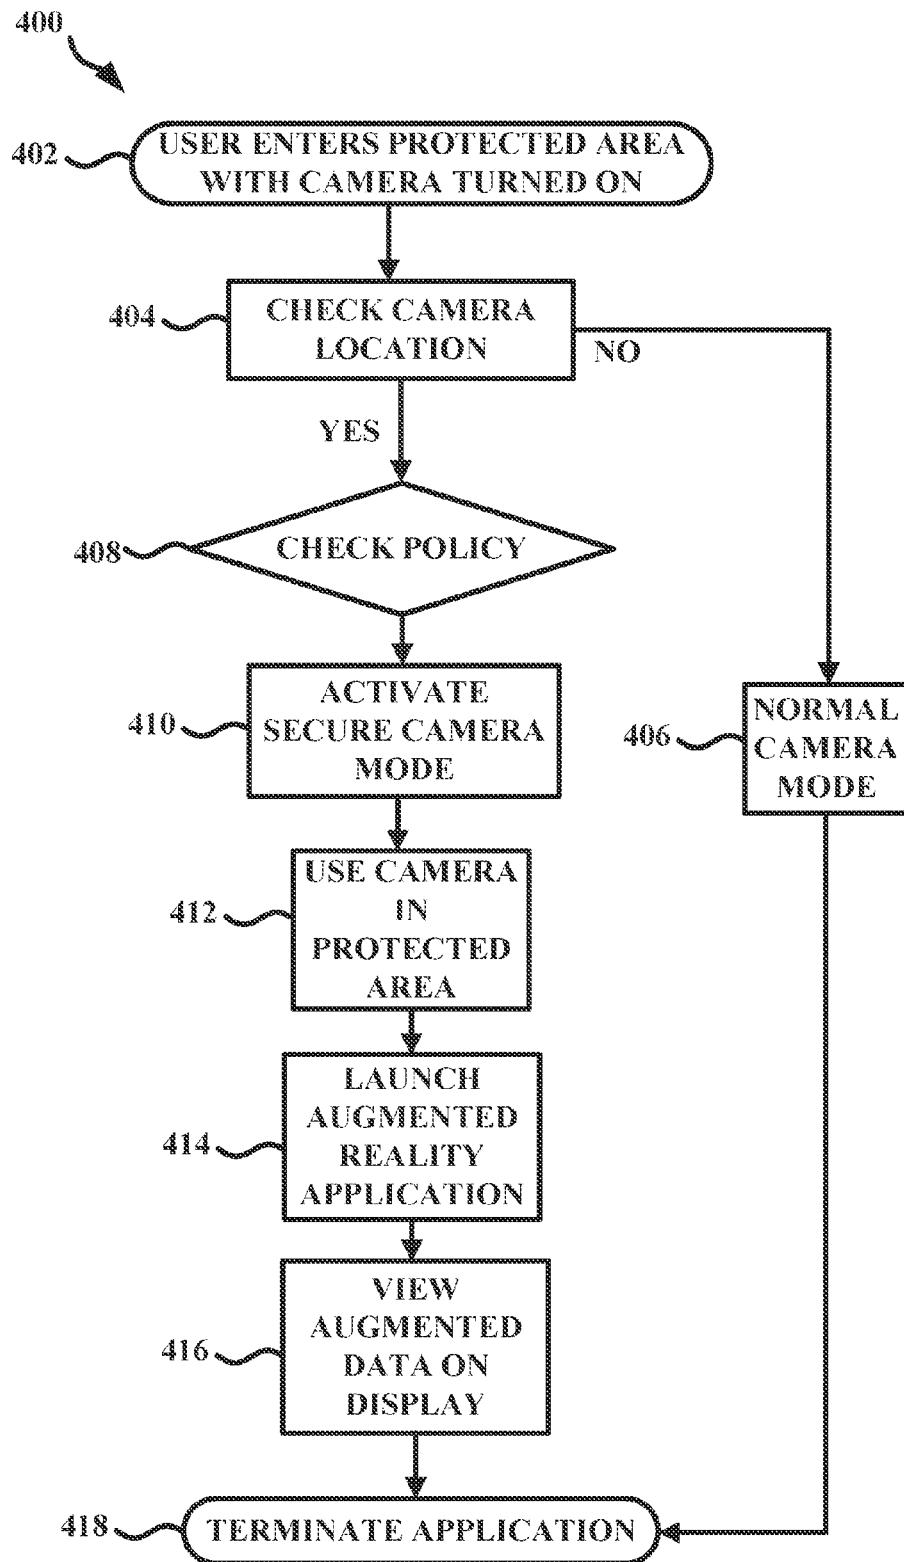 400
402
USER ENTERS PROTECTED AREA
WITH CAMERA TURNED ON
404
CHECK CAMERA
LOCATION
NO
YES
408
CHECK POLICY
410
ACTIVATE
SECURE CAMERA
MODE
406
NORMAL
CAMERA
MODE
412
USE CAMERA
IN
PROTECTED
AREA
414
LAUNCH
AUGMENTED
REALITY
APPLICATION
416
VIEW
AUGMENTED
DATA ON
DISPLAY
418
TERMINATE APPLICATION